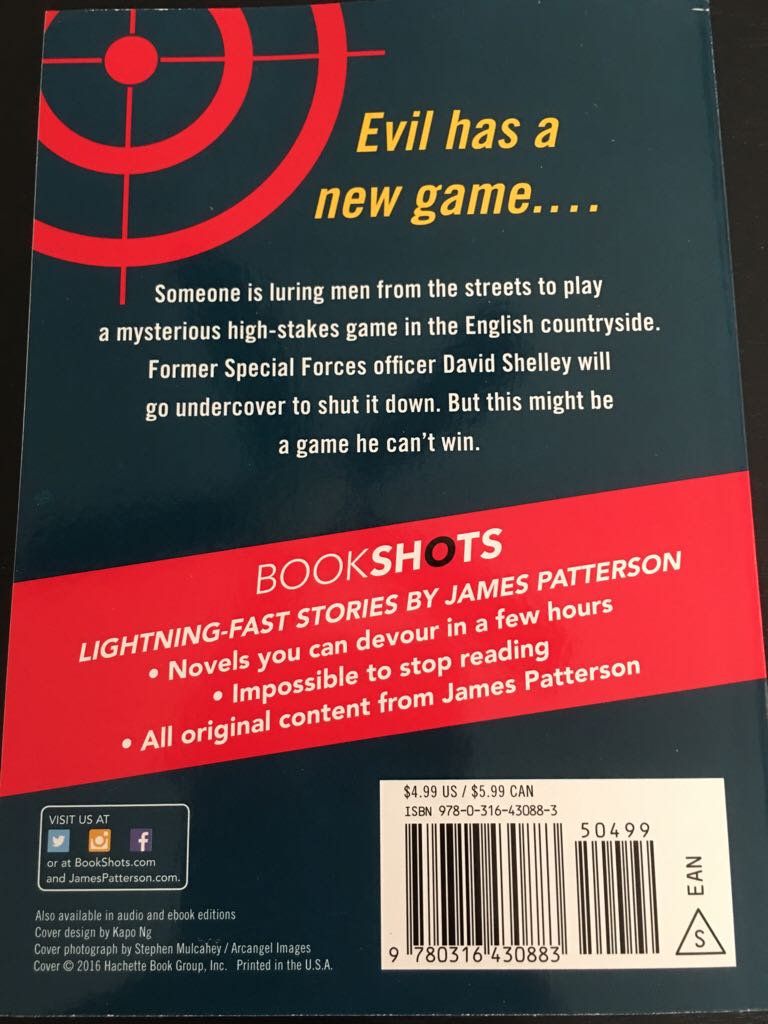 Evil has a
new game....
Someone is luring men from the streets to play
a mysterious high-stakes game in the English countryside.
Former Special Forces officer David Shelley will
go undercover to shut it down. But this might be
a game he can't win.
BOOKSHOTS
LIGHTNING-FAST STORIES BY JAMES PATTERSON
• Novels you can devour in a few hours
• Impossible to stop reading
• All original content from James Patterson
VISIT US AT
or at BookShots.com
and JamesPatterson.com.
Also available in audio and ebook editions
Cover design by Kapo Ng
Cover photograph by Stephen Mulcahey / Arcangel Images
Cover © 2016 Hachette Book Group, Inc. Printed in the U.S.A.
$4.99 US / $5.99 CAN
ISBN 978-0-316-43088-3
50499
9 780316 430883
EAN
S